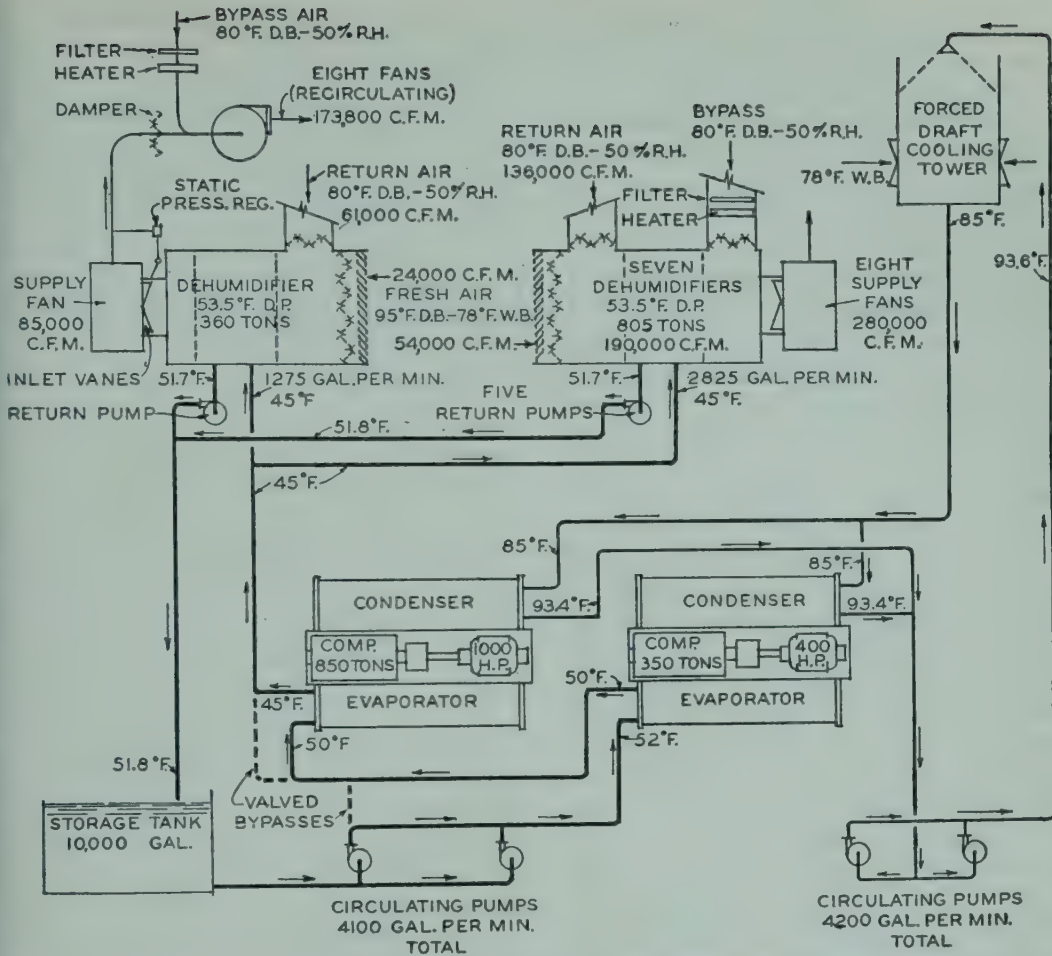 BYPASS AIR
80°F. D.B.-50% R.H.
FILTER
HEATER
DAMPER
EIGHT FANS
(RECIRCULATING)
173,800 C.F.M.
STATIC
PRESS. REG.
RETURN AIR
80°F. D.B.-50% R.H.
61,000 C.F.M.
SUPPLY
FAN
85,000
C.F.M.
DEHUMIDIFIER
53.5°F. D.P.
360 TONS
INLET VANES
RETURN PUMP
51.7°F.
1275 GAL. PER MIN.
45°F
24,000 C.F.M.
FRESH AIR
95°F. D.B.-78°F. W.B.
54,000 C.F.M.
RETURN AIR
80°F. D.B.-50% R.H.
136,000 C.F.M.
BYPASS
80°F. D.B.-50% R.H.
FILTER
HEATER
SEVEN
DEHUMIDIFIERS
53.5°F. D.P.
805 TONS
190,000 C.F.M.
EIGHT
SUPPLY
FANS
280,000
C.F.M.
FORCED
DRAFT
COOLING
TOWER
78°F. W.B.
85°F.
93.6°F.
51.7°F.
2825 GAL. PER MIN.
45°F.
FIVE
RETURN PUMPS
51.8°F.
45°F.
85°F.
85°F.
CONDENSER
93.4°F.
COMP.
850 TONS
1000
H.P.
EVAPORATOR
45°F.
50°F
CONDENSER
93.4°F.
COMP.
350 TONS
400
H.P.
EVAPORATOR
50°F.
52°F.
51.8°F.
VALVED
BYPASSES
STORAGE TANK
10,000 GAL.
CIRCULATING PUMPS
4100 GAL. PER MIN.
TOTAL
CIRCULATING PUMPS
4200 GAL. PER MIN.
TOTAL